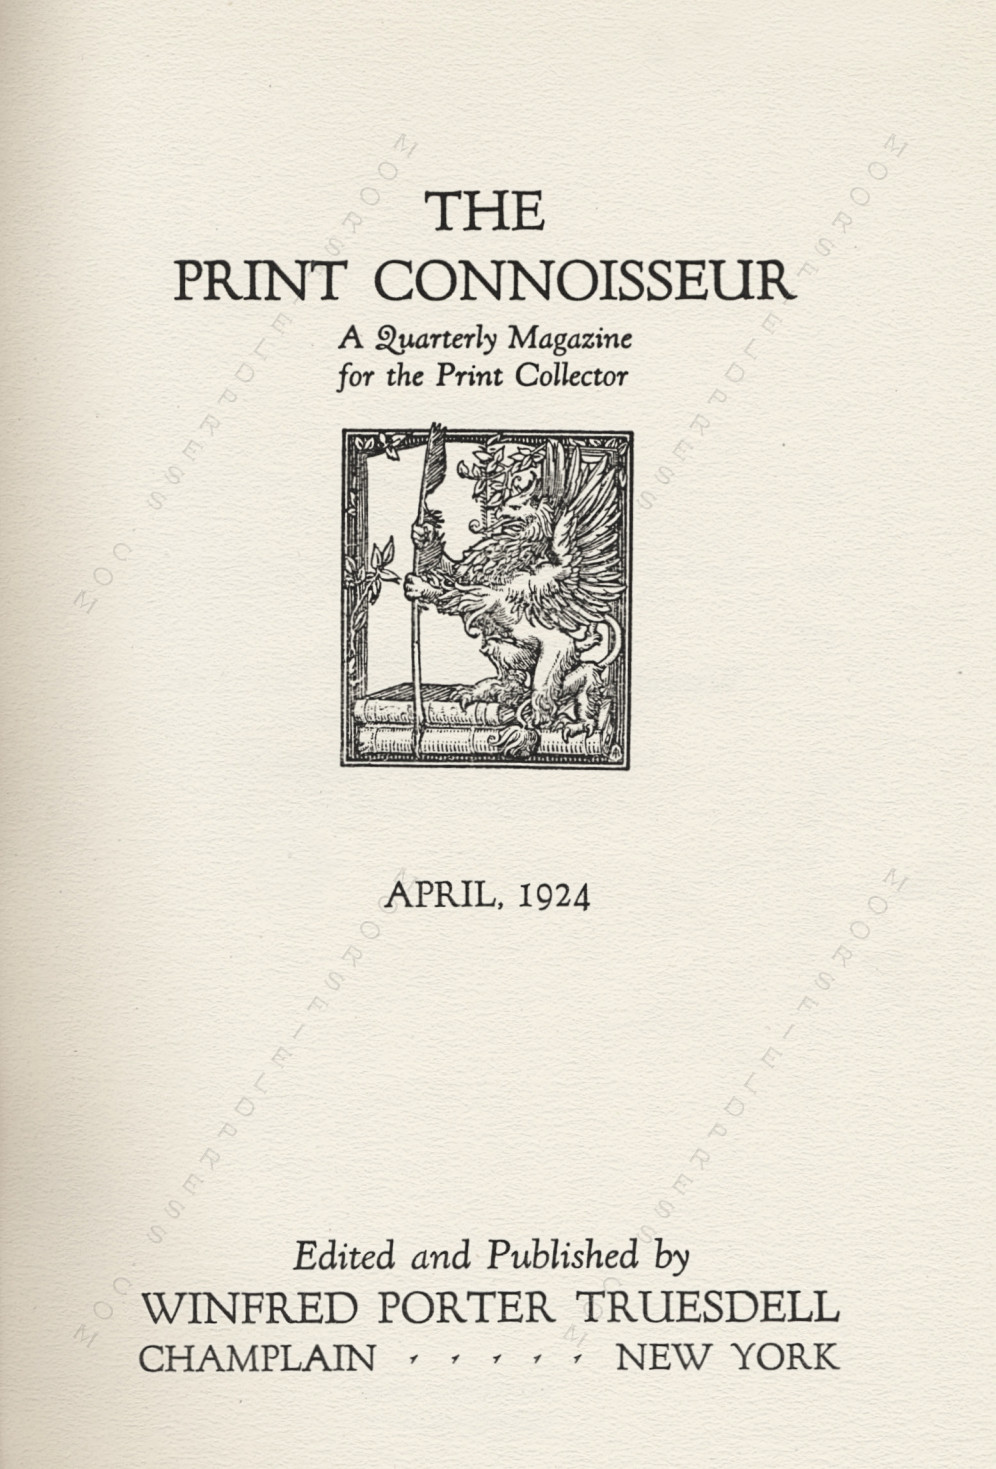 THE
PRINT CONNOISSEUR
A Quarterly Magazine
for the Print Collector
APRIL, 1924
Edited and Published by
WINFRED PORTER TRUESDELL
CHAMPLAIN , , , , , NEW YORK